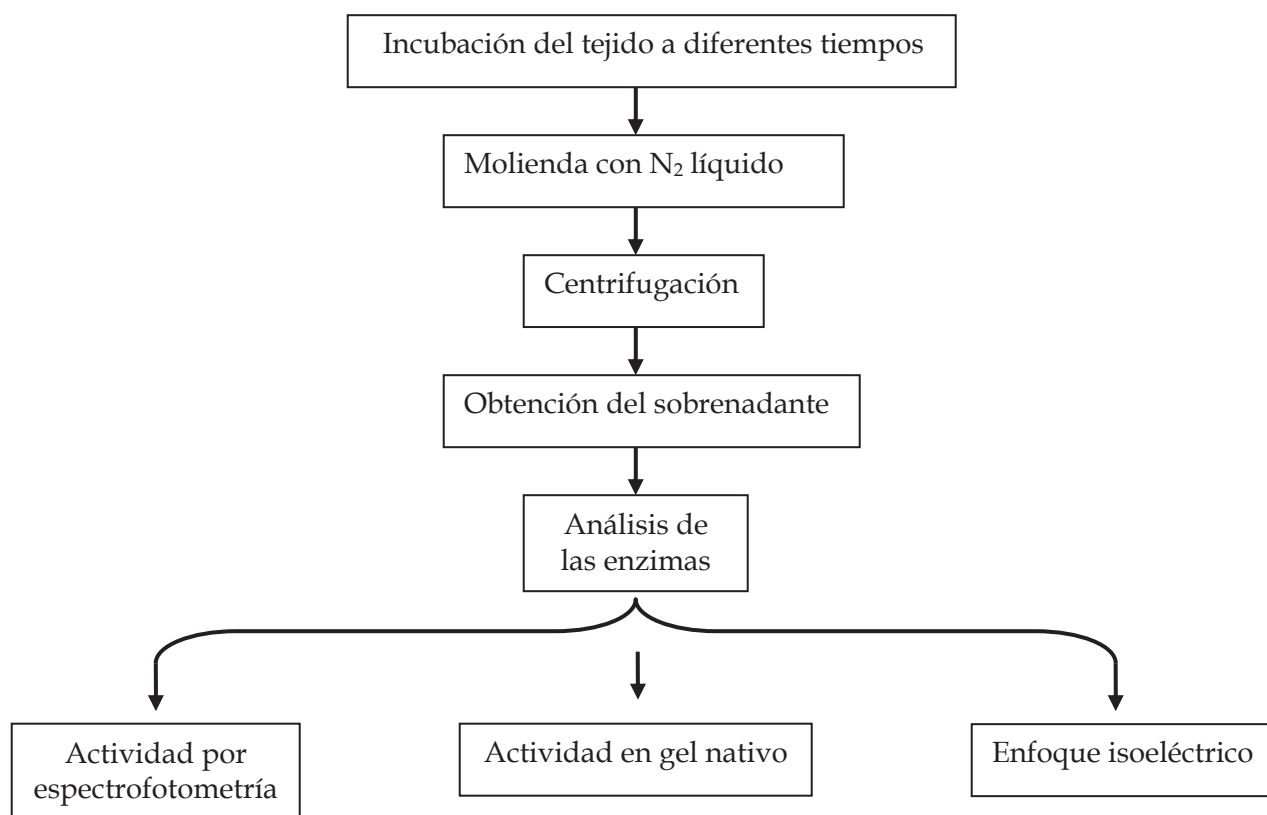 Incubación del tejido a diferentes tiempos
Molienda con N₂ líquido
Centrifugación
Obtención del sobrenadante
Análisis de
las enzimas
Actividad por
espectrofotometría
Actividad en gel nativo
Enfoque isoeléctrico